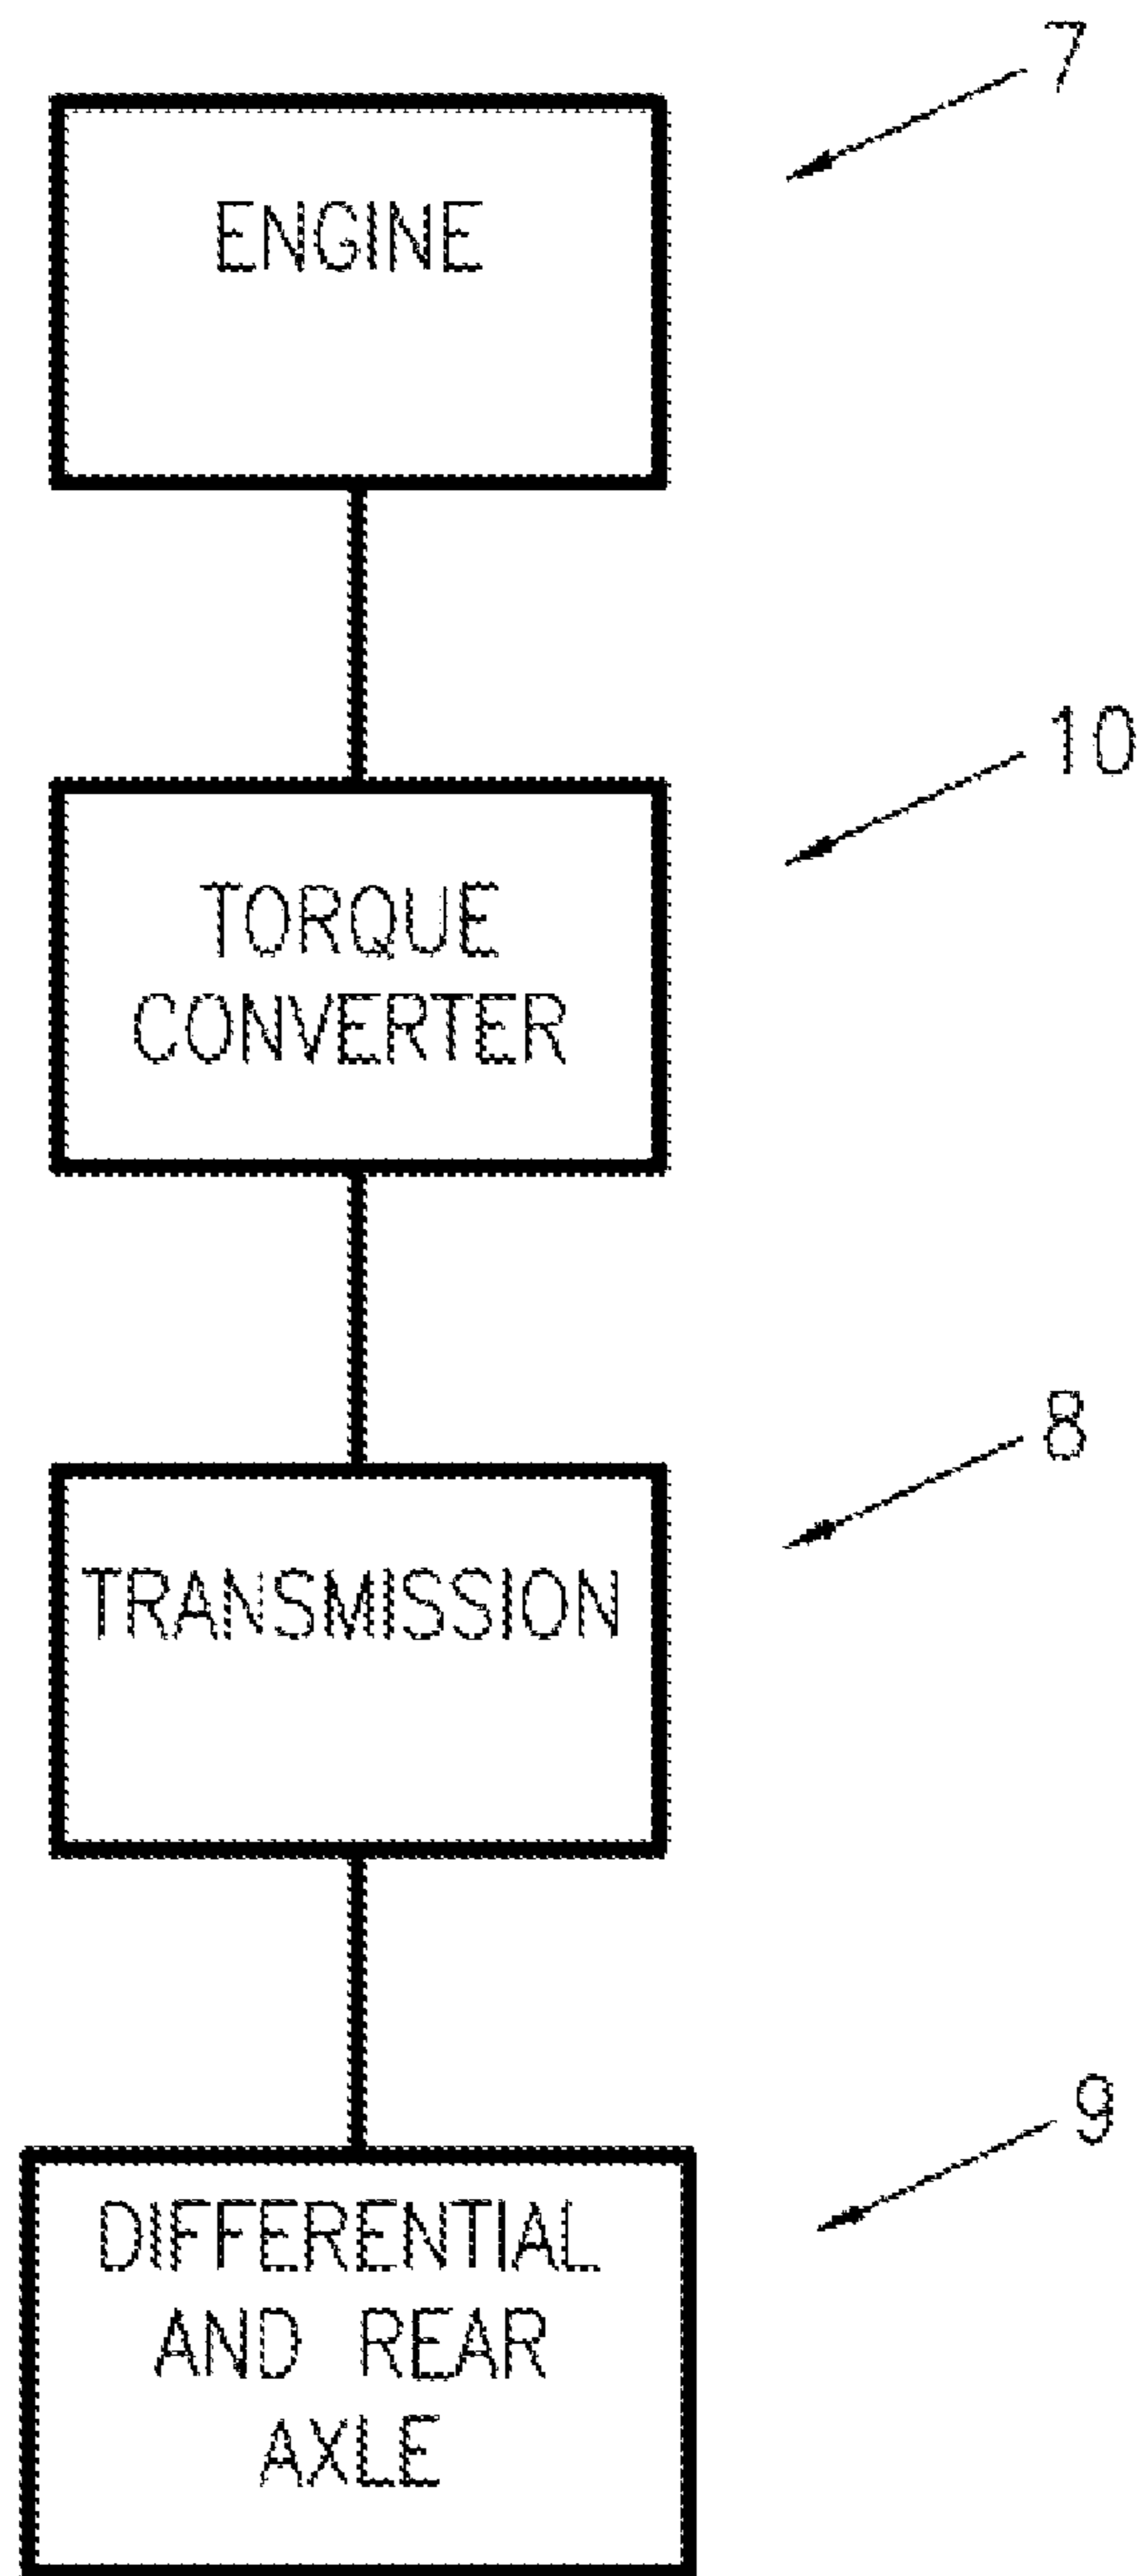 7
ENGINE
10
TORQUE
CONVERTER
8
TRANSMISSION
9
DIFFERENTIAL
AND REAR
AXLE